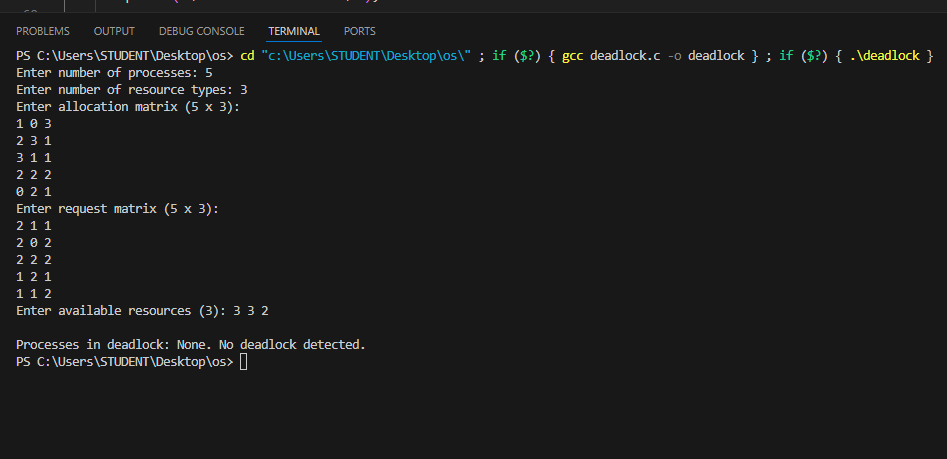 PROBLEMS OUTPUT DEBUG CONSOLE TERMINAL PORTS
PS C:\Users\STUDENT\Desktop\os> cd "c:\Users\STUDENT\Desktop\os\" ; if ($?) { gcc deadlock.c -o deadlock } ; if ($?) { .\deadlock }
Enter number of processes: 5
Enter number of resource types: 3
Enter allocation matrix (5 x 3):
1 0 3
2 3 1
3 1 1
2 2 2
0 2 1
Enter request matrix (5 x 3):
2 1 1
2 0 2
2 2 2
1 2 1
1 1 2
Enter available resources (3): 3 3 2
Processes in deadlock: None. No deadlock detected.
PS C:\Users\STUDENT\Desktop\os>